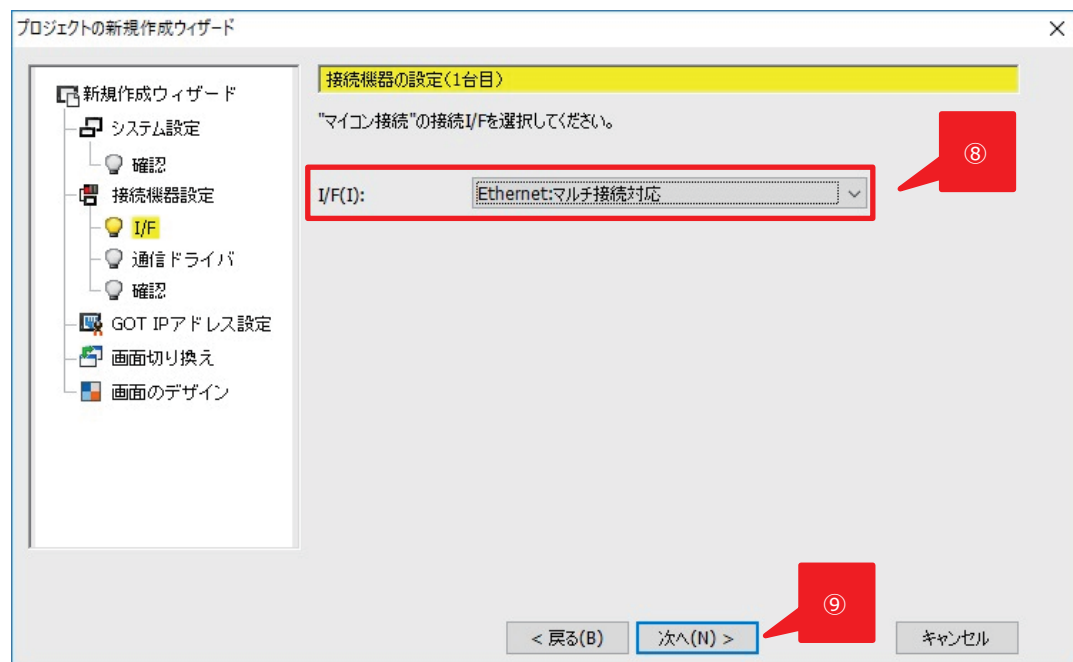 プロジェクトの新規作成ウィザード
新規作成ウィザード
システム設定
確認
接続機器設定
I/F
通信ドライバ
確認
GOT IPアドレス設定
画面切り換え
画面のデザイン
接続機器の設定(1台目)
"マイコン接続"の接続I/Fを選択してください。
⑧
I/F(I): Ethernet:マルチ接続対応
⑨
< 戻る(B) 次へ(N) > キャンセル